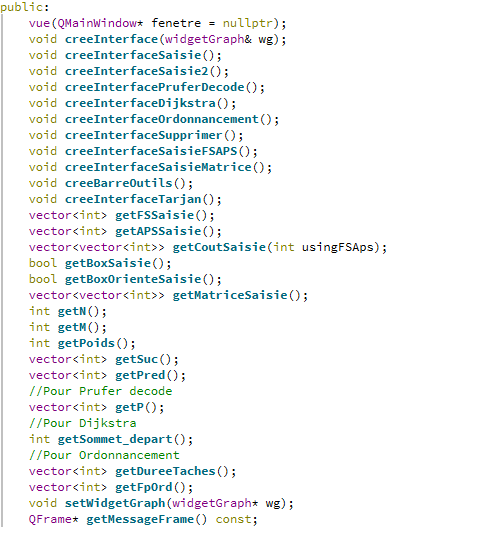 public:
vue(QMainWindow* fenetre = nullptr);
void creeInterface(widgetGraph& wg);
void creeInterfaceSaisie();
void creeInterfaceSaisie2();
void creeInterfacePruferDecode();
void creeInterfaceDijkstra();
void creeInterfaceOrdonnancement();
void creeInterfaceSupprimer();
void creeInterfaceSaisieFSAPS();
void creeInterfaceSaisieMatrice();
void creeBarreOutils();
void creeInterfaceTarjan();
vector<int> getFSSaisie();
vector<int> getAPSSaisie();
vector<vector<int>> getCoutSaisie(int usingFSAps);
bool getBoxSaisie();
bool getBoxOrienteSaisie();
vector<vector<int>> getMatriceSaisie();
int getN();
int getM();
int getPoids();
vector<int> getSuc();
vector<int> getPred();
//Pour Prufer decode
vector<int> getP();
//Pour Dijkstra
int getSommet_depart();
//Pour Ordonnancement
vector<int> getDureeTaches();
vector<int> getFpOrd();
void setWidgetGraph(widgetGraph* wg);
QFrame* getMessageFrame() const;